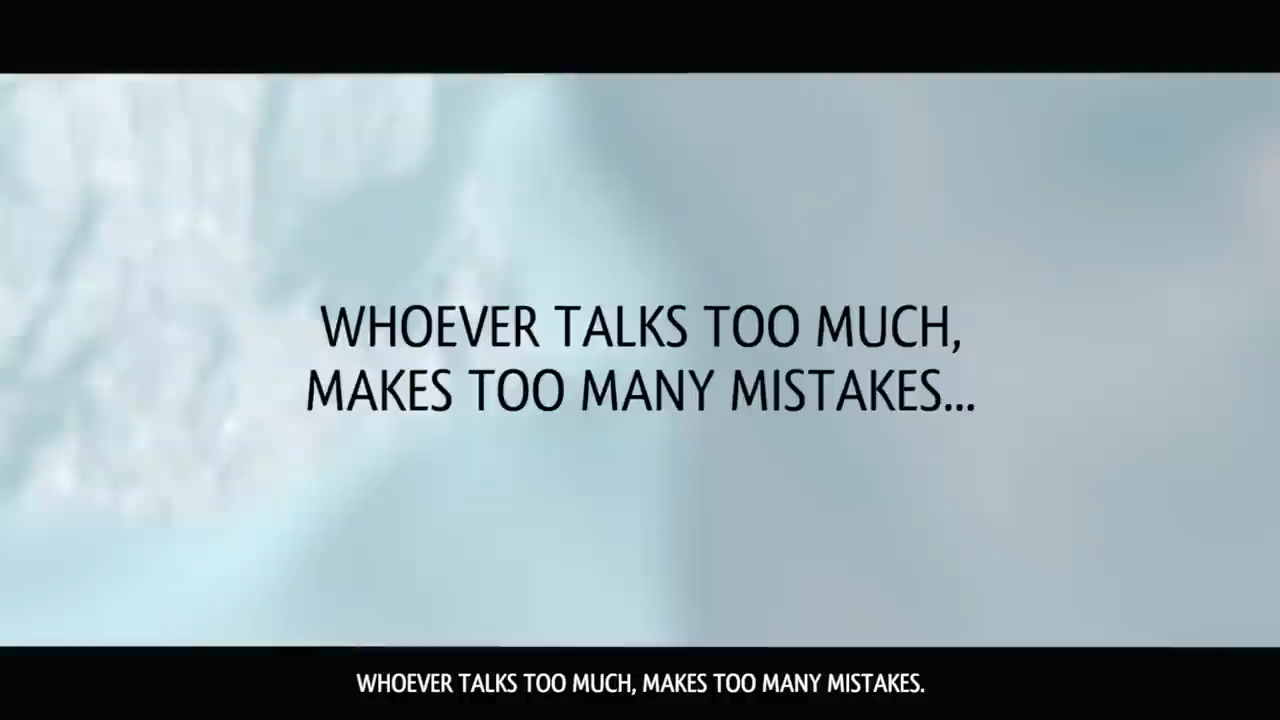 WHOEVER TALKS TOO MUCH,
MAKES TOO MANY MISTAKES...
WHOEVER TALKS TOO MUCH, MAKES TOO MANY MISTAKES.